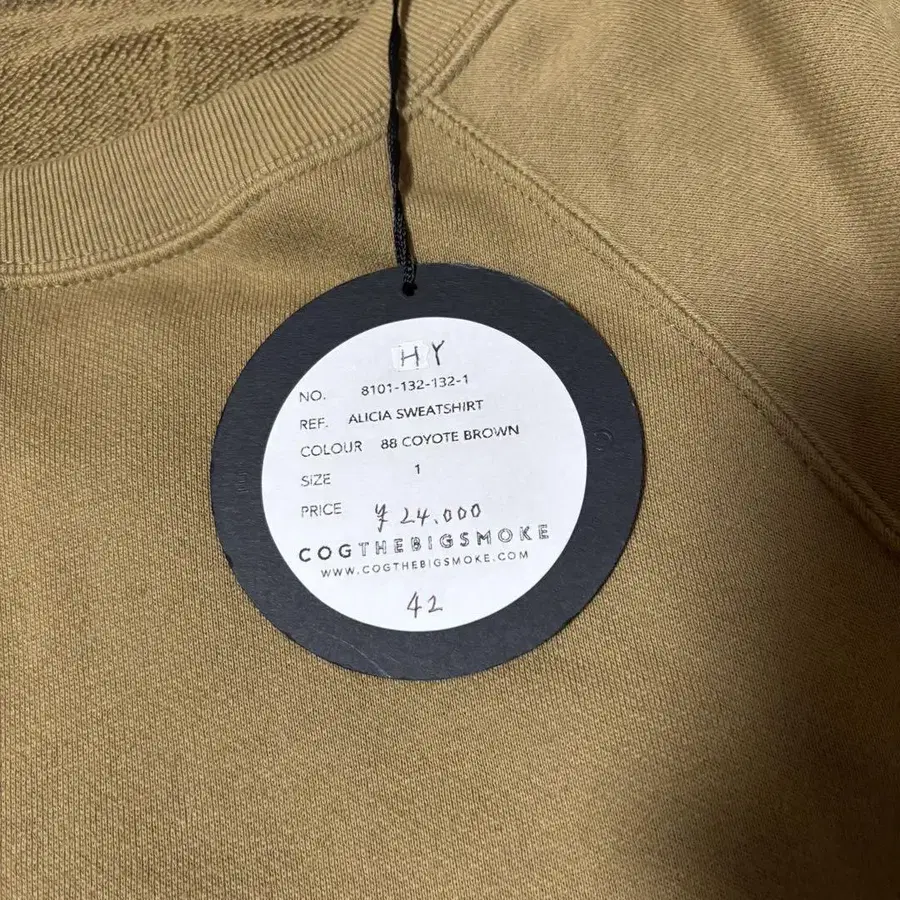 HY
NO. 8101-132-132-1
REF. ALICIA SWEATSHIRT
COLOUR 88 COYOTE BROWN
SIZE 1
PRICE ¥24,000
COGTHEBIGSMOKE
WWW.COGTHEBIGSMOKE.COM
42